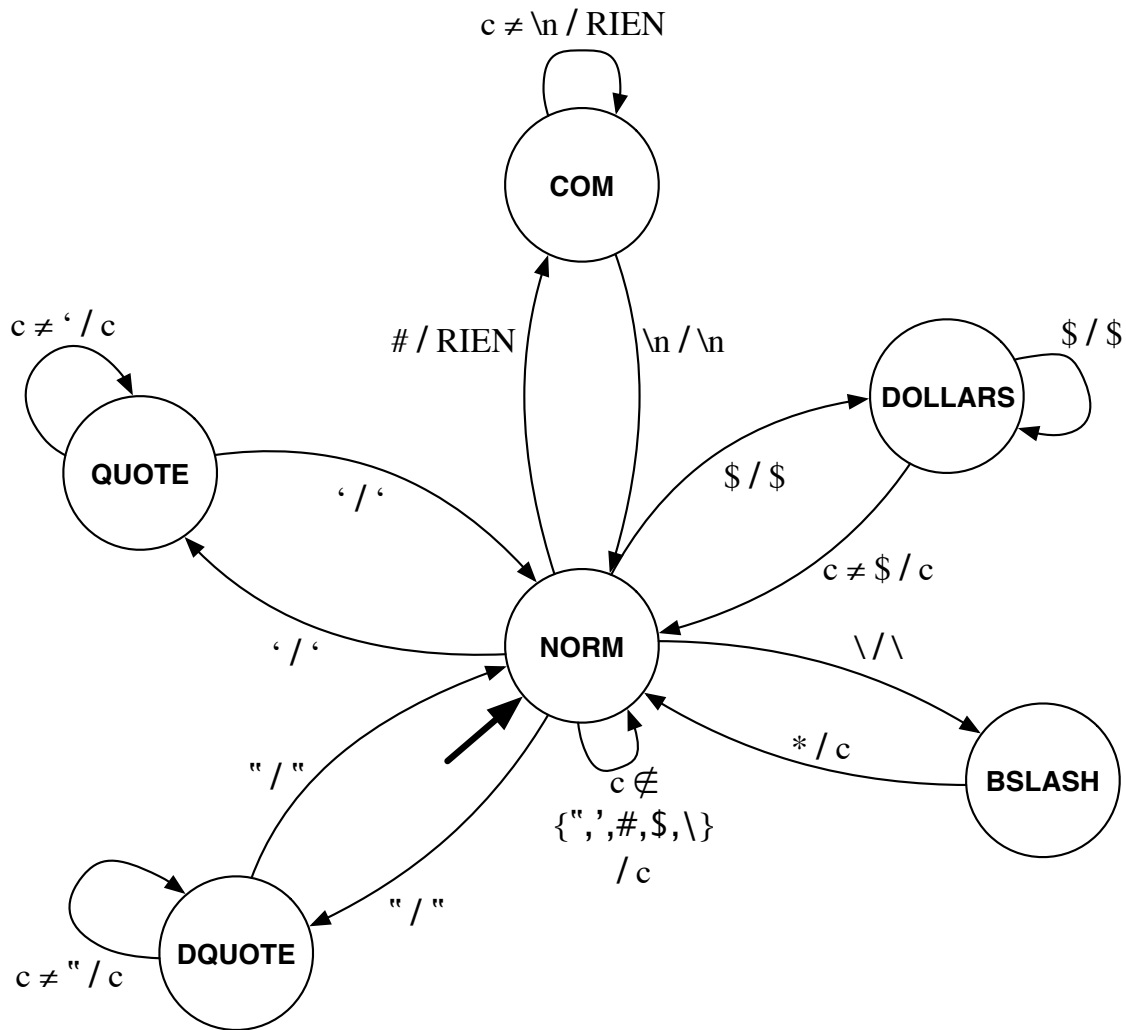 c ≠ \n / RIEN
COM
# / RIEN
\n / \n
c ≠ ‘ / c
$ / $
DOLLARS
QUOTE
‘ / ‘
$ / $
c ≠ $ / c
NORM
‘ / ‘
\ / \
* / c
BSLASH
‟ / ‟
c ∉
{‟,’,#,$,\}
/ c
‟ / ‟
DQUOTE
c ≠ ‟ / c